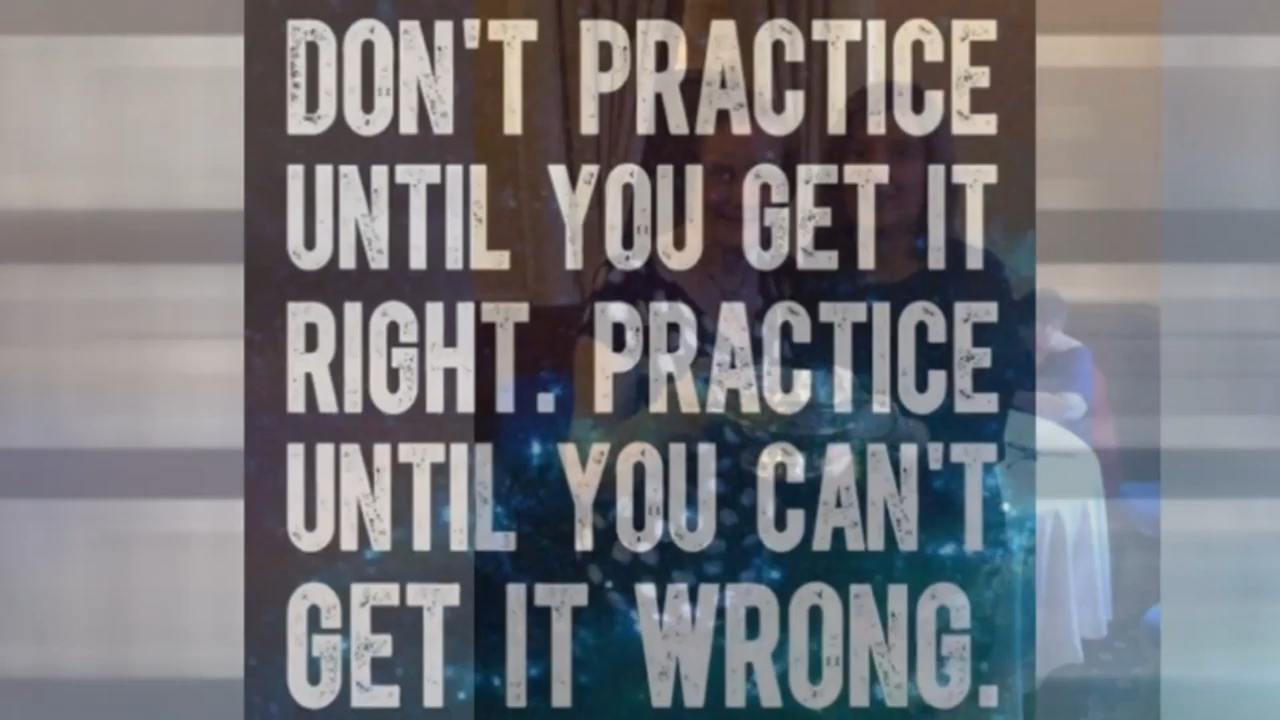 DON'T PRACTICE
UNTIL YOU GET IT
RIGHT. PRACTICE
UNTIL YOU CAN'T
GET IT WRONG.